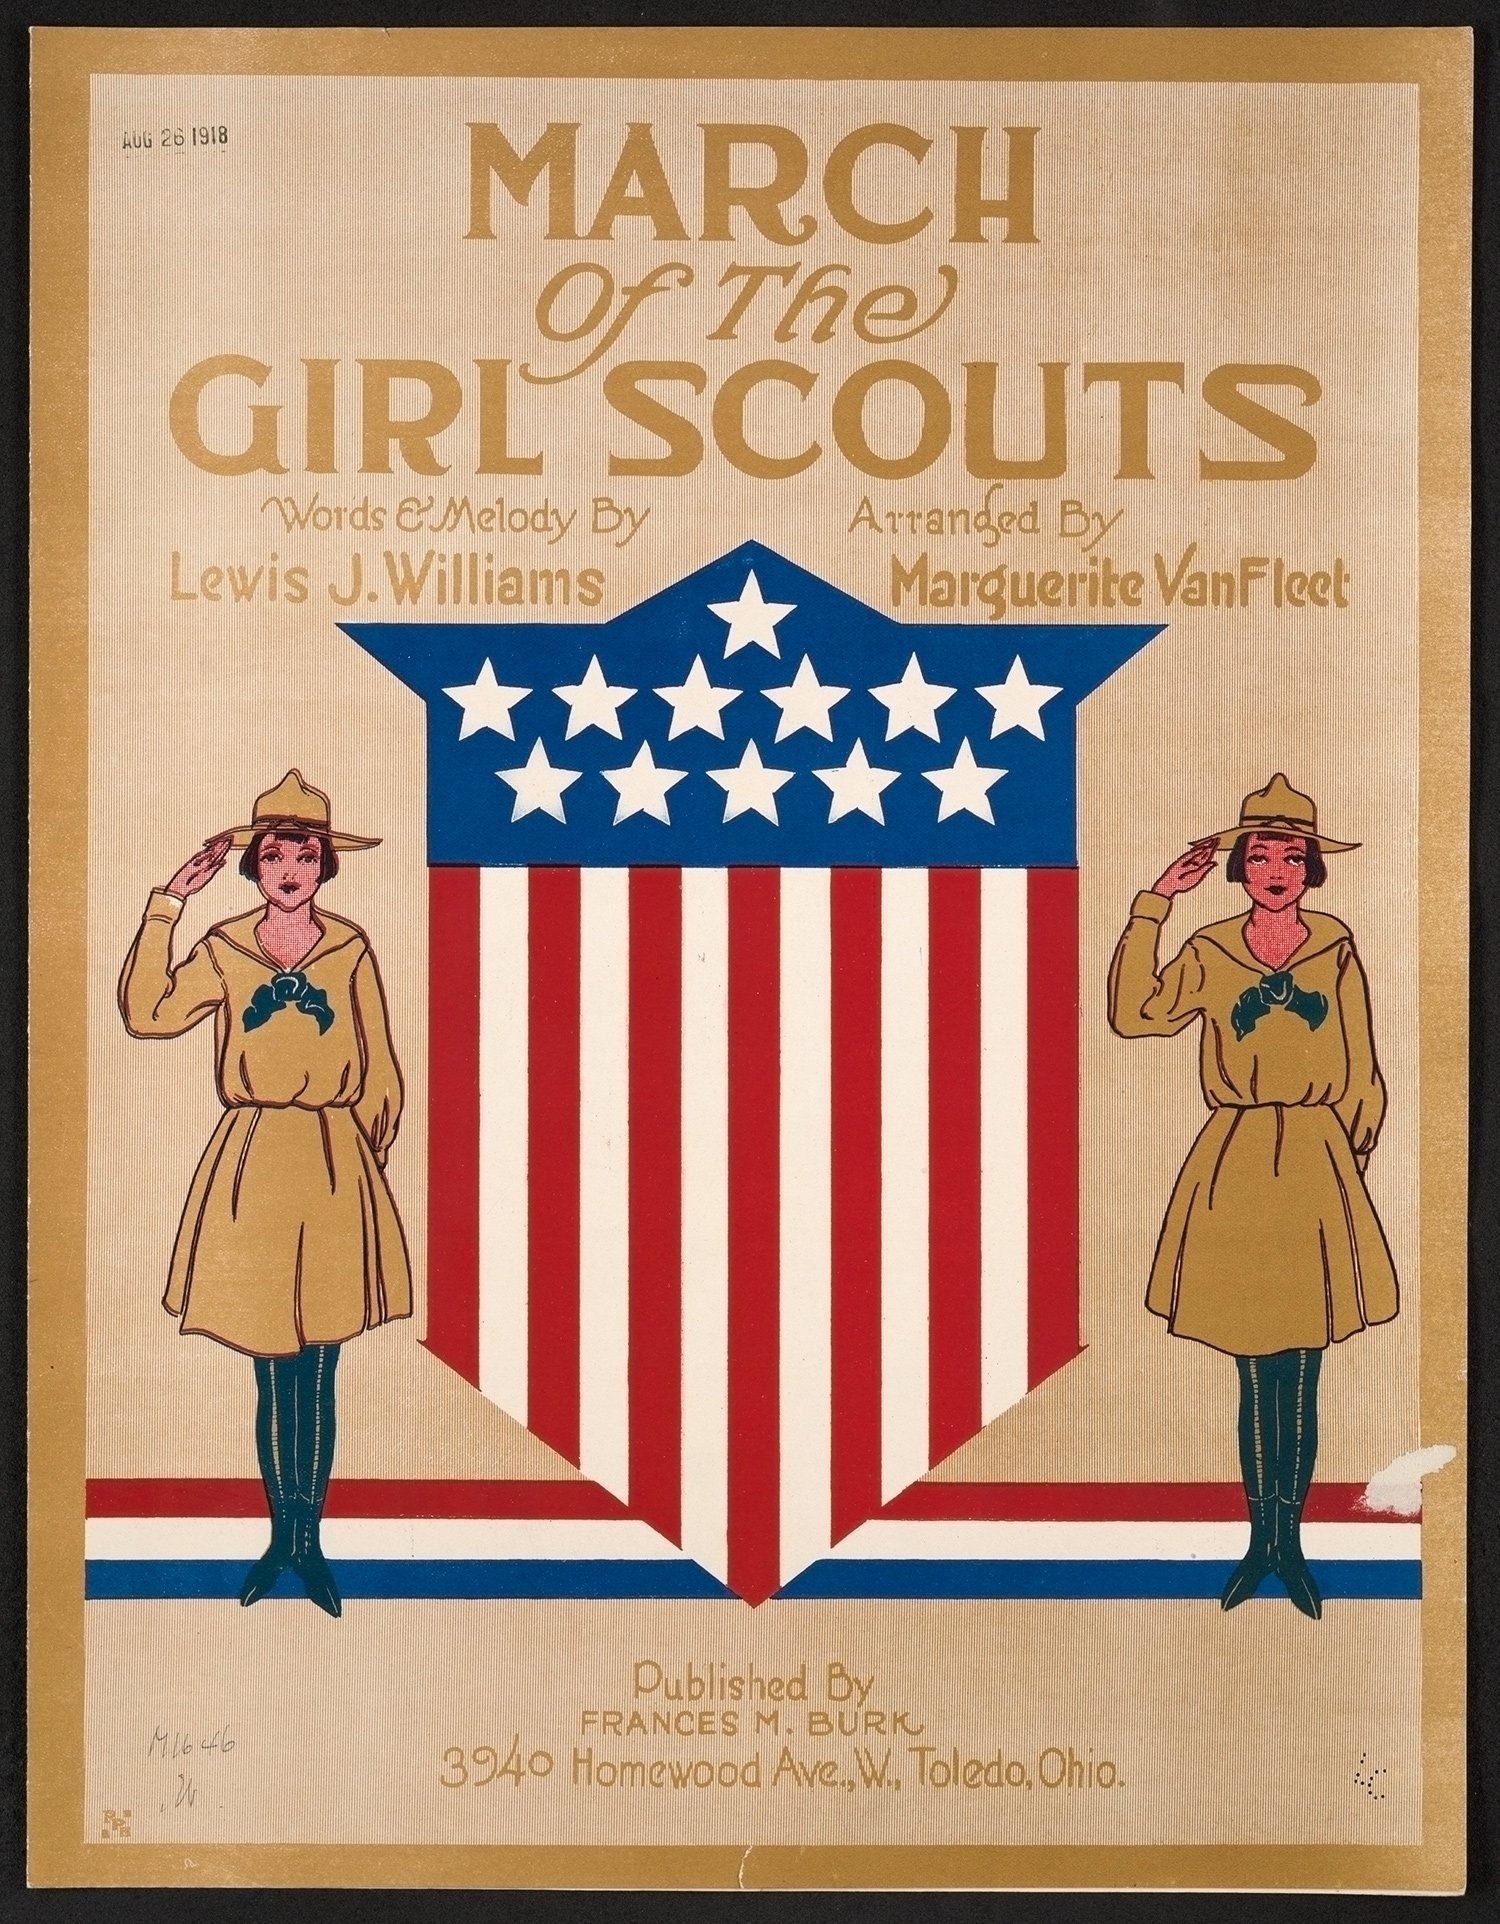 AUG 26 1918
MARCH
Of The
GIRL SCOUTS
Words & Melody By
Lewis J. Williams
Arranged By
Marguerite VanFleet
Published By
FRANCES M. BURK
3940 Homewood Ave., W., Toledo, Ohio.
M1646
.W